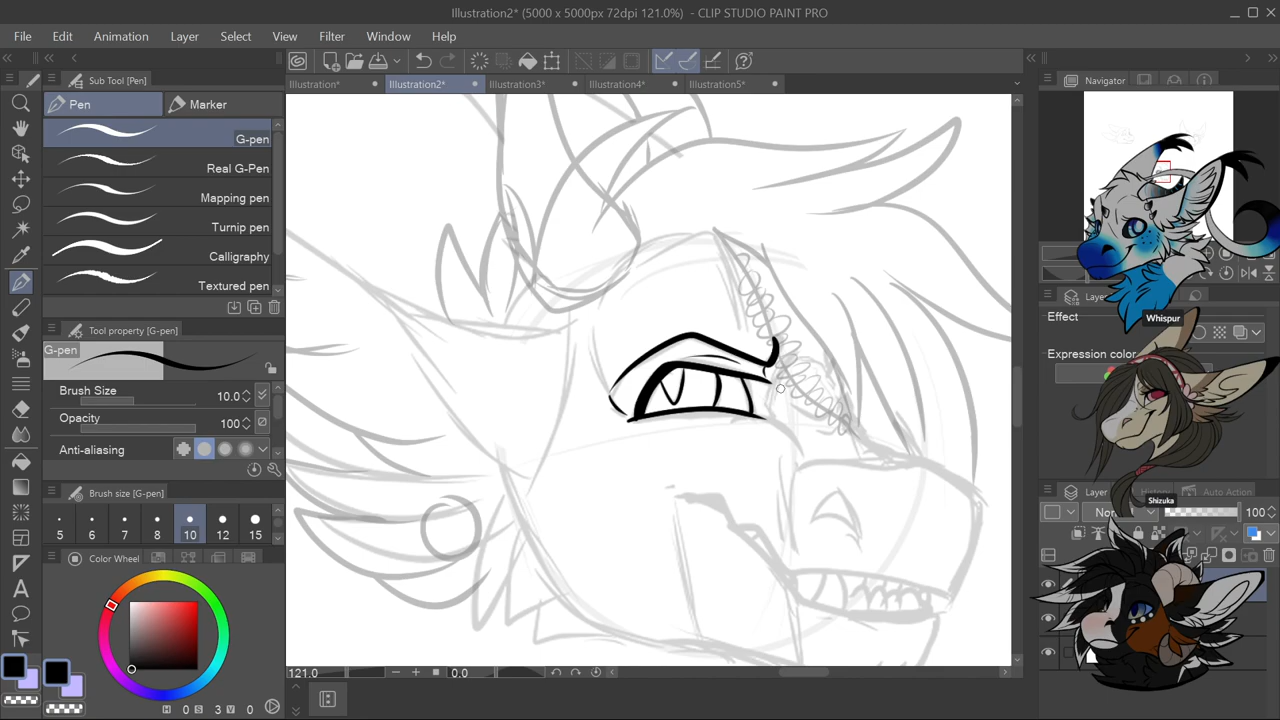 Illustration2* (5000 x 5000px 72dpi 121.0%) - CLIP STUDIO PAINT PRO
File Edit Animation Layer Select View Filter Window Help
Sub Tool [Pen]
Illustration* Illustration2* Illustration3* Illustration4* Illustration5*
Navigator
Pen Marker
G-pen
Real G-Pen
Mapping pen
Turnip pen
Calligraphy
Textured pen
Tool property [G-pen]
G-pen
Brush Size 10.0
Opacity 100
Anti-aliasing
Brush size [G-pen]
5 6 7 8 10 12 15
Color Wheel
H 0 S 3 V 0
121.0 0.0
Effect
Whispur
Expression color
Layer History Auto Action
Shizuka
100